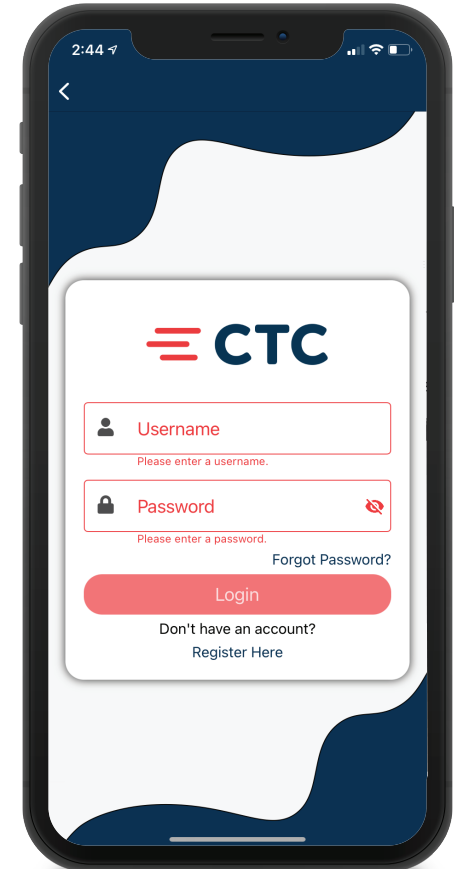 2:44
CTC
Username
Please enter a username.
Password
Please enter a password.
Forgot Password?
Login
Don't have an account?
Register Here